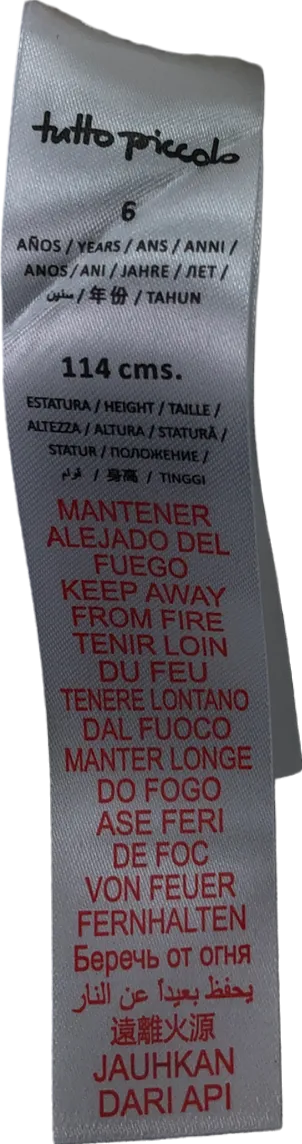 tutto piccolo
6
AÑOS / YEARS / ANS / ANNI /
ANOS / ANI / JAHRE / ЛЕТ /
سنين / 年份 / TAHUN
114 cms.
ESTATURA / HEIGHT / TAILLE /
ALTEZZA / ALTURA / STATURĂ /
STATUR / ПОЛОЖЕНИЕ /
/ 身高 / TINGGI
MANTENER
ALEJADO DEL
FUEGO
KEEP AWAY
FROM FIRE
TENIR LOIN
DU FEU
TENERE LONTANO
DAL FUOCO
MANTER LONGE
DO FOGO
ASE FERI
DE FOC
VON FEUER
FERNHALTEN
Беречь от огня
يحفظ بعيداً عن النار
遠離火源
JAUHKAN
DARI API